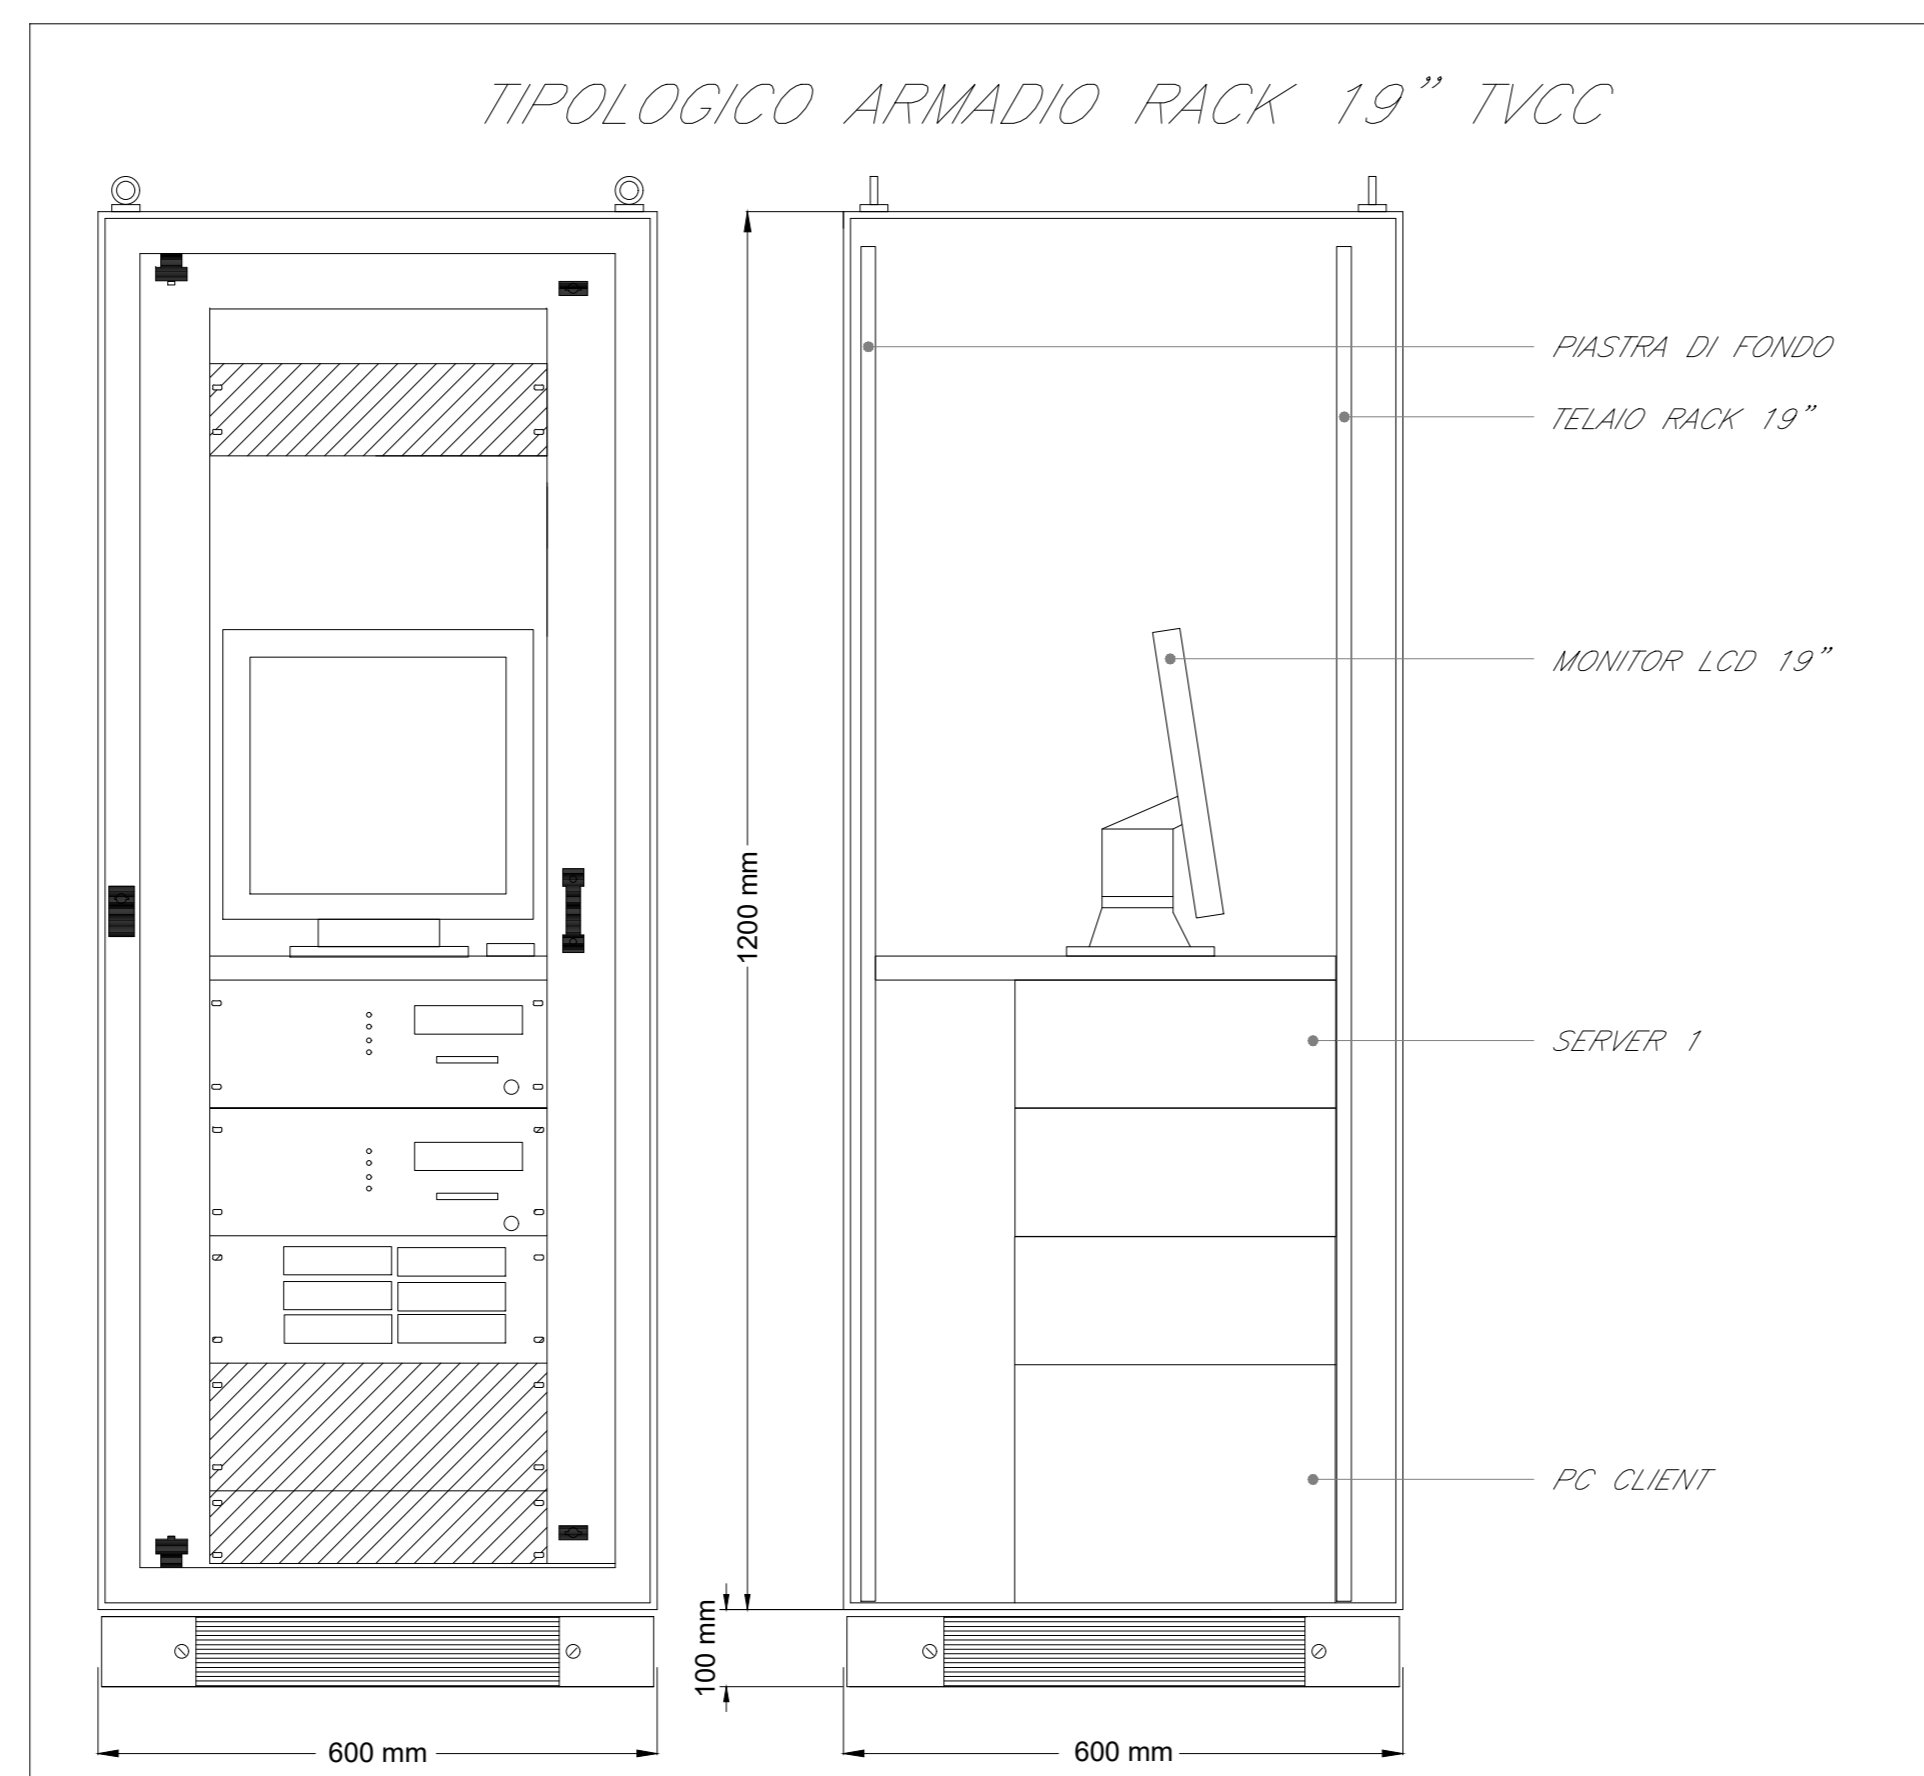 TIPOLOGICO ARMADIO RACK 19” TVCC
PIASTRA DI FONDO
TELAIO RACK 19”
MONITOR LCD 19”
1200 mm
SERVER 1
PC CLIENT
100 mm
600 mm
600 mm